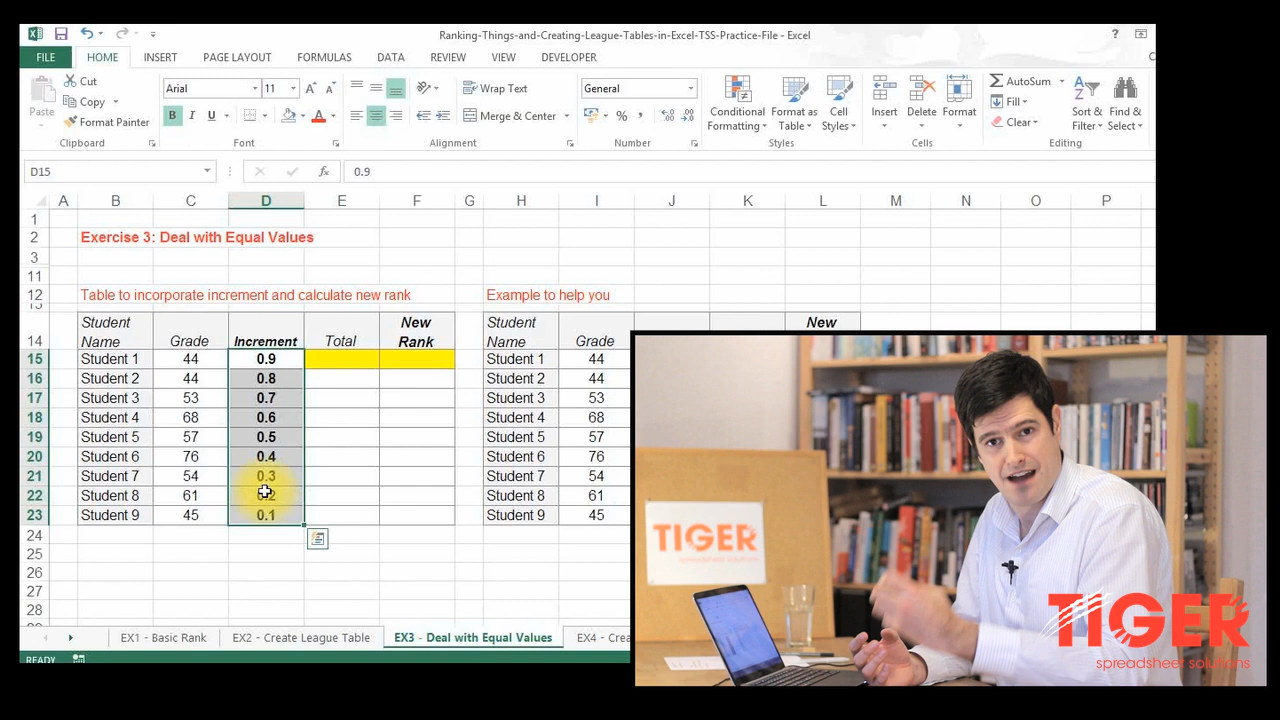 Ranking-Things-and-Creating-League-Tables-in-Excel-TSS-Practice-File - Excel
?
FILE HOME INSERT PAGE LAYOUT FORMULAS DATA REVIEW VIEW DEVELOPER
Paste
Cut
Copy
Format Painter
Clipboard
Arial 11
B I U
Font
Wrap Text
Merge & Center
Alignment
General
%
Number
Conditional Formatting
Format as Table
Cell Styles
Styles
Insert Delete Format
Cells
AutoSum
Fill
Clear
Sort & Filter
Find & Select
Editing
D15 fx 0.9
A B C D E F G H I J K L M N O P
1
2 Exercise 3: Deal with Equal Values
3
11
12 Table to incorporate increment and calculate new rank Example to help you
14 Student Name Grade Increment Total New Rank Student Name Grade New
15 Student 1 44 0.9 Student 1 44
16 Student 2 44 0.8 Student 2 44
17 Student 3 53 0.7 Student 3 53
18 Student 4 68 0.6 Student 4 68
19 Student 5 57 0.5 Student 5 57
20 Student 6 76 0.4 Student 6 76
21 Student 7 54 0.3 Student 7 54
22 Student 8 61 Student 8 61
23 Student 9 45 0.1 Student 9 45
24
25
26
27
28
EX1 - Basic Rank EX2 - Create League Table EX3 - Deal with Equal Values EX4 - Crea
READY
TIGER
spreadsheet solutions
TIGER
spreadsheet solutions